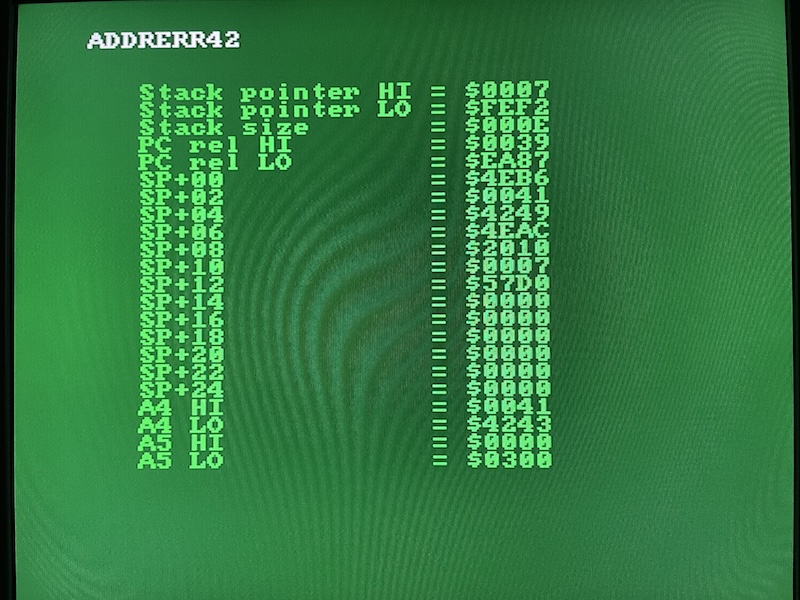 ADDRERR42
Stack pointer HI = $0007
Stack pointer LO = $FEF2
Stack size = $000E
PC rel HI = $0039
PC rel LO = $EA87
SP+00 = $4EB6
SP+02 = $0041
SP+04 = $4249
SP+06 = $4EAC
SP+08 = $2010
SP+10 = $0007
SP+12 = $57D0
SP+14 = $0000
SP+16 = $0000
SP+18 = $0000
SP+20 = $0000
SP+22 = $0000
SP+24 = $0000
A4 HI = $0041
A4 LO = $4243
A5 HI = $0000
A5 LO = $0300